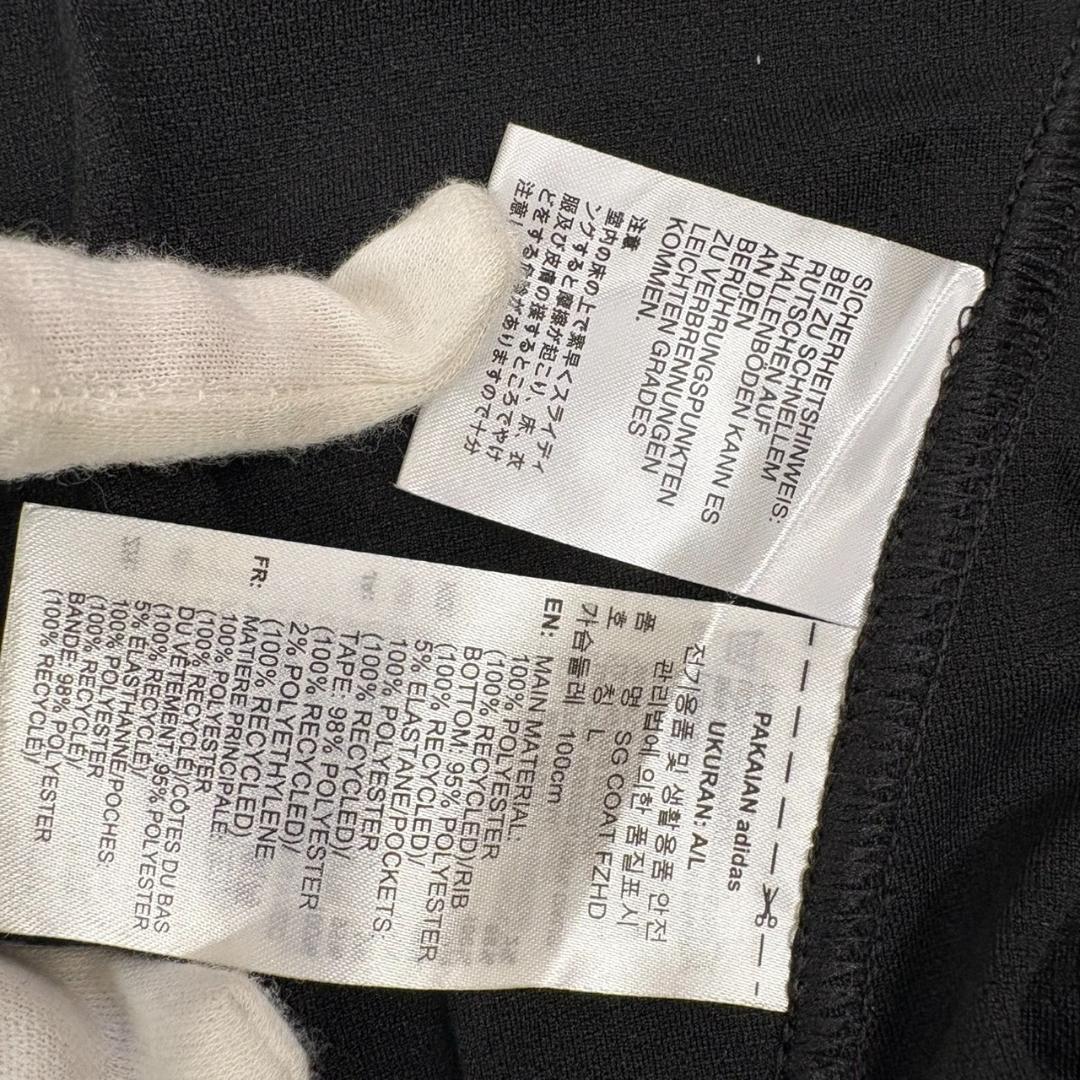 SICHERHEITSHINWEIS:
BEI ZU SCHNELLEM
RUTSCHEN AUF
HALLENBÖDEN KANN ES
AN DEN
BERÜHRUNGSPUNKTEN
ZU VERBRENNUNGEN
LEICHTEN GRADES
KOMMEN.
注意
室内の床の上で素早くスライディ
ングすると摩擦が起こり、床、衣
服及び皮膚の接するところでやけ
どをする危険がありますので十分
注意
PAKAIAN adidas
UKURAN: A/L
전기용품 및 생활용품 안전
관리법에 의한 품질표시
품 명 SG COAT FZHD
호 칭 L
가슴둘레 100cm
EN: MAIN MATERIAL:
100% POLYESTER
(100% RECYCLED)/RIB
BOTTOM: 95% POLYESTER
(100% RECYCLED)/
5% ELASTANE/POCKETS:
100% POLYESTER
(100% RECYCLED)/
TAPE: 98% POLYESTER
(100% RECYCLED)/
2% POLYETHYLENE
(100% RECYCLED)
FR: MATIERE PRINCIPALE:
100% POLYESTER
(100% RECYCLE)/COTES DU BAS
DU VETEMENT: 95% POLYESTER
(100% RECYCLE)/
5% ELASTHANNE/POCHES
100% POLYESTER
(100% RECYCLE)/
BANDE 98% POLYESTER
(100% RECYCLE)/